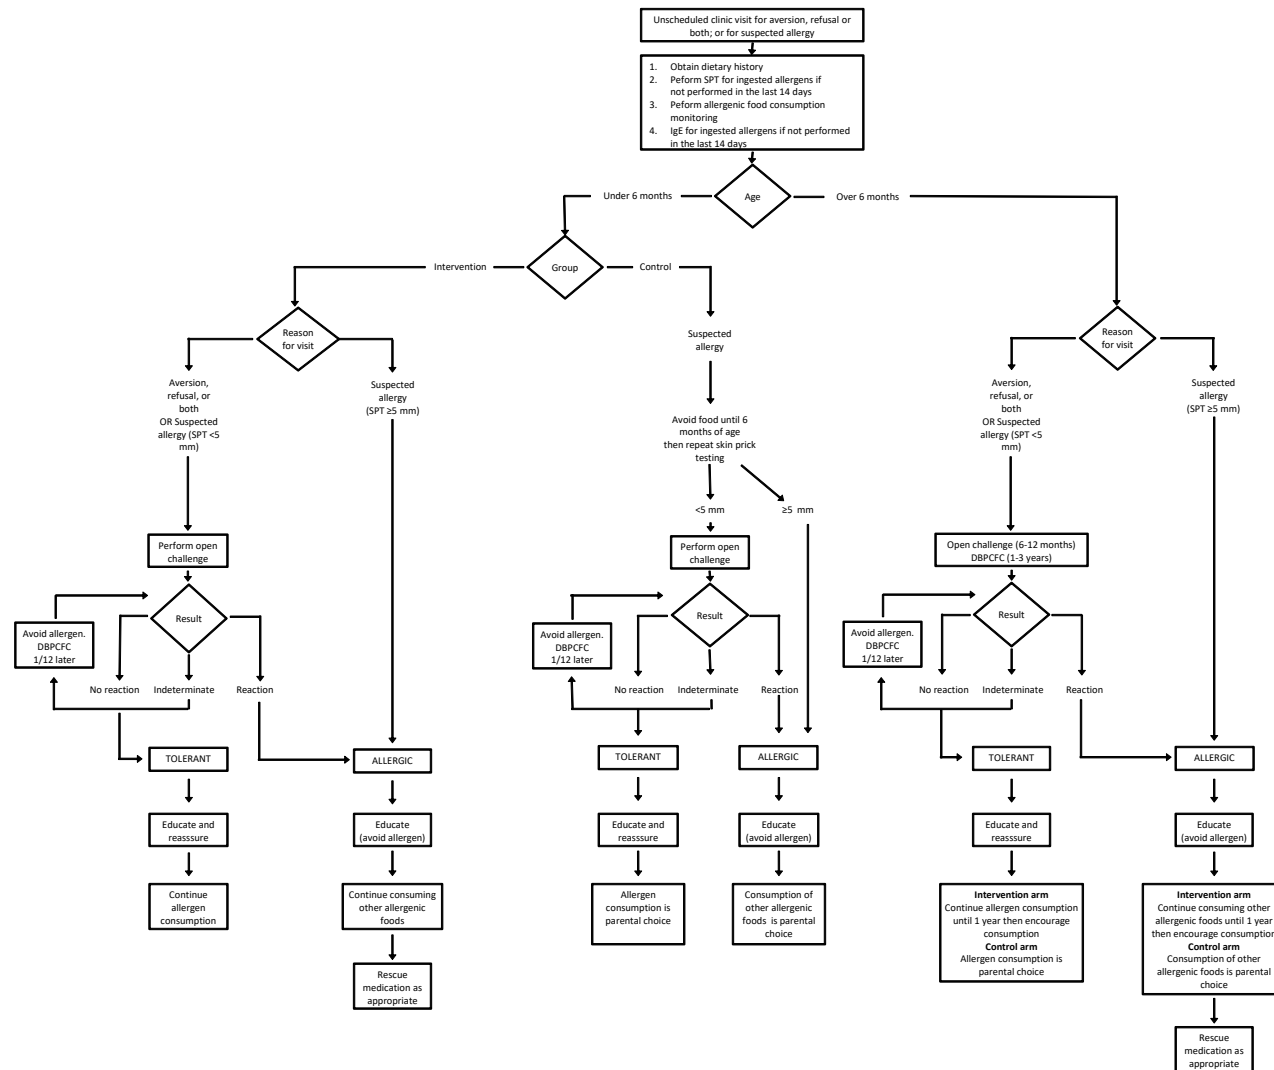 Unscheduled clinic visit for aversion, refusal or
both; or for suspected allergy
1. Obtain dietary history
2. Peform SPT for ingested allergens if
not performed in the last 14 days
3. Peform allergenic food consumption
monitoring
4. IgE for ingested allergens if not performed
in the last 14 days
Under 6 months
Age
Over 6 months
Intervention
Group
Control
Reason
for visit
Suspected
allergy
Reason
for visit
Aversion,
refusal, or
both
OR Suspected
allergy (SPT <5
mm)
Suspected
allergy
(SPT ≥5 mm)
Avoid food until 6
months of age
then repeat skin prick
testing
Aversion,
refusal, or
both
OR Suspected
allergy (SPT <5
mm)
Suspected
allergy
(SPT ≥5 mm)
<5 mm
≥5 mm
Perform open
challenge
Perform open
challenge
Open challenge (6-12 months)
DBPCFC (1-3 years)
Result
Result
Result
Avoid allergen.
DBPCFC
1/12 later
Avoid allergen.
DBPCFC
1/12 later
Avoid allergen.
DBPCFC
1/12 later
No reaction
Indeterminate
Reaction
No reaction
Indeterminate
Reaction
No reaction
Indeterminate
Reaction
TOLERANT
ALLERGIC
TOLERANT
ALLERGIC
TOLERANT
ALLERGIC
Educate and
reasssure
Educate
(avoid allergen)
Educate and
reasssure
Educate
(avoid allergen)
Educate and
reasssure
Educate
(avoid allergen)
Continue
allergen
consumption
Continue consuming
other allergenic
foods
Allergen
consumption is
parental choice
Consumption of
other allergenic
foods is parental
choice
Intervention arm
Continue allergen consumption
until 1 year then encourage
consumption
Control arm
Allergen consumption is
parental choice
Intervention arm
Continue consuming other
allergenic foods until 1 year
then encourage consumption
Control arm
Consumption of other
allergenic foods is parental
choice
Rescue
medication as
appropriate
Rescue
medication as
appropriate